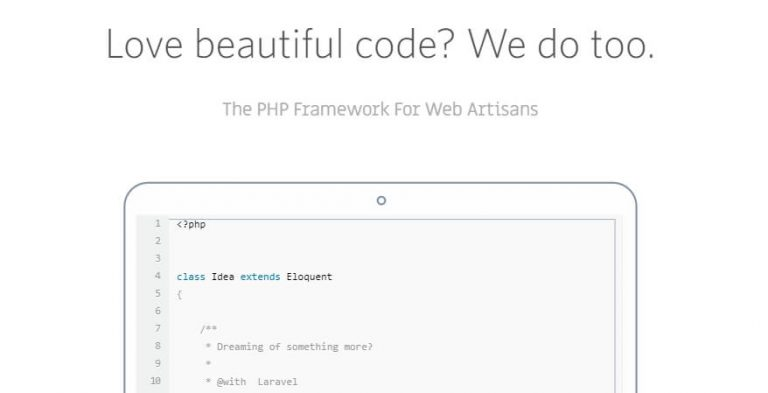 Love beautiful code? We do too.
The PHP Framework For Web Artisans
1 <?php
2
3
4 class Idea extends Eloquent
5 {
6
7 /**
8 * Dreaming of something more?
9 *
10 * @with  Laravel